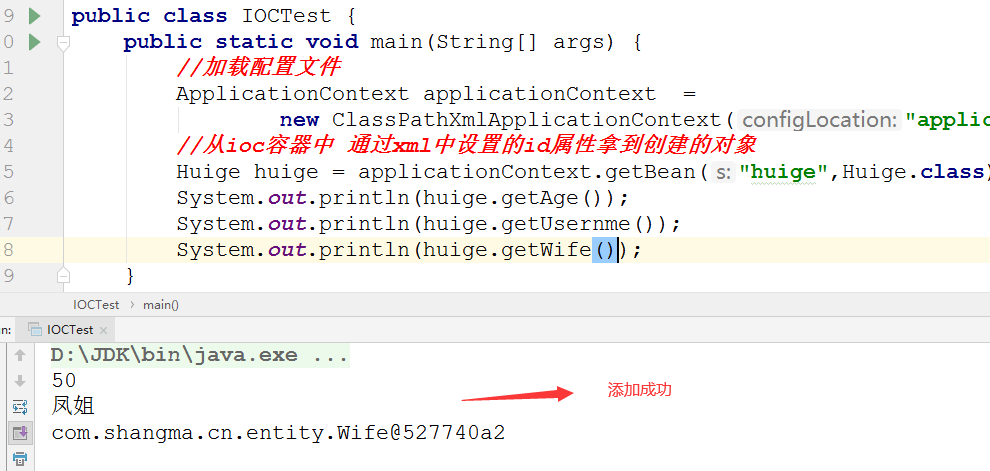 9 public class IOCTest {
0 public static void main(String[] args) {
1 //加载配置文件
2 ApplicationContext applicationContext =
3 new ClassPathXmlApplicationContext( configLocation: "applic
4 //从ioc容器中 通过xml中设置的id属性拿到创建的对象
5 Huige huige = applicationContext.getBean( s: "huige",Huige.class)
6 System.out.println(huige.getAge());
7 System.out.println(huige.getUsernme());
8 System.out.println(huige.getWife());
9 }
IOCTest › main()
n: IOCTest ×
D:\JDK\bin\java.exe ...
50
凤姐
com.shangma.cn.entity.Wife@527740a2
添加成功